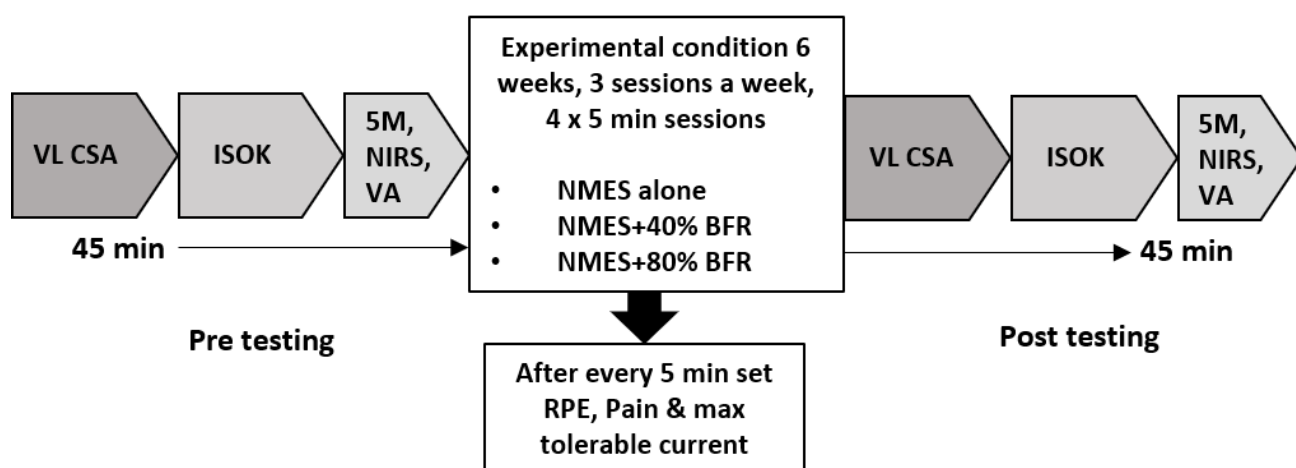 VL CSA
ISOK
5M,
NIRS,
VA
45 min
Pre testing
Experimental condition 6
weeks, 3 sessions a week,
4 x 5 min sessions
• NMES alone
• NMES+40% BFR
• NMES+80% BFR
After every 5 min set
RPE, Pain & max
tolerable current
VL CSA
ISOK
5M,
NIRS,
VA
45 min
Post testing